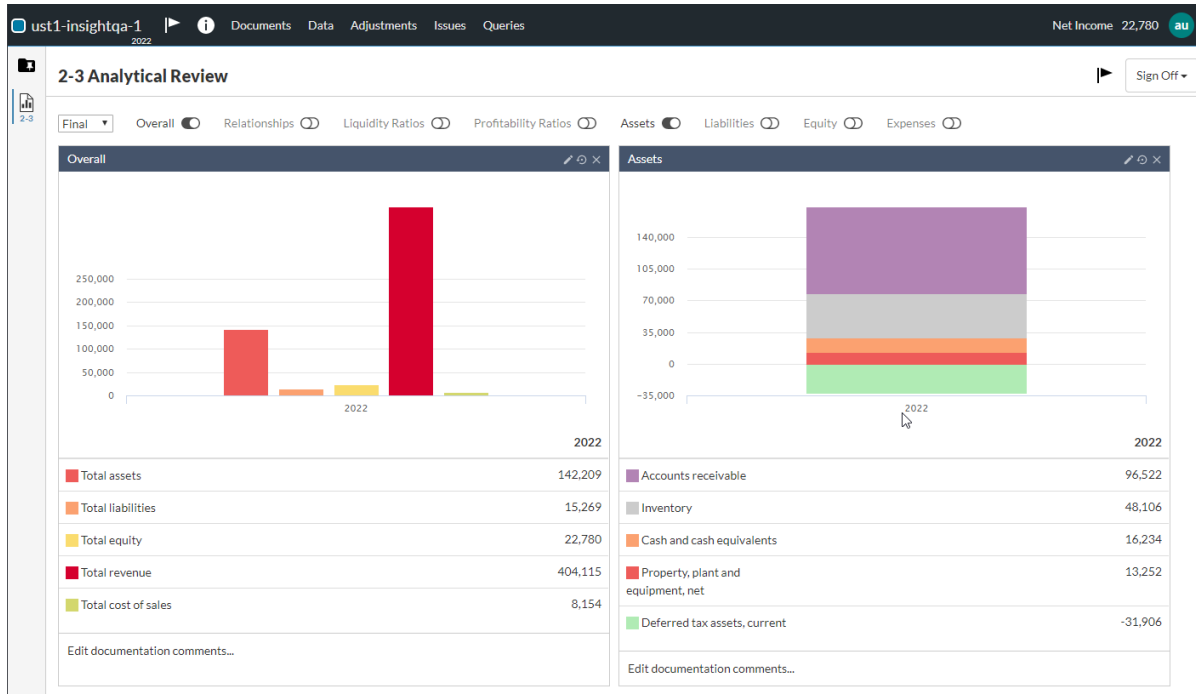 ust1-insightqa-1
2022
i
Documents Data Adjustments Issues Queries
Net Income 22,780
au
2-3
2-3 Analytical Review
Sign Off
Final
Overall Relationships Liquidity Ratios Profitability Ratios Assets Liabilities Equity Expenses
Overall
250,000
200,000
150,000
100,000
50,000
0
2022
2022
Total assets 142,209
Total liabilities 15,269
Total equity 22,780
Total revenue 404,115
Total cost of sales 8,154
Edit documentation comments...
Assets
140,000
105,000
70,000
35,000
0
-35,000
2022
2022
Accounts receivable 96,522
Inventory 48,106
Cash and cash equivalents 16,234
Property, plant and 13,252
equipment, net
Deferred tax assets, current -31,906
Edit documentation comments...